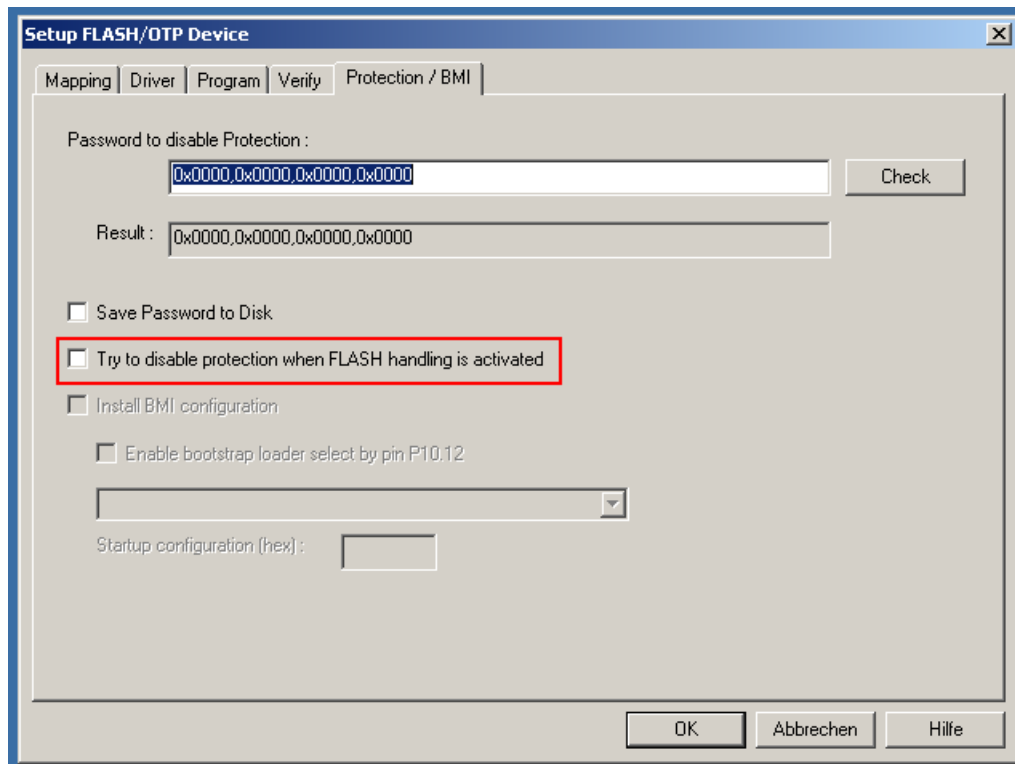 Setup FLASH/OTP Device
Mapping Driver Program Verify Protection / BMI
Password to disable Protection :
0x0000,0x0000,0x0000,0x0000
Check
Result :
0x0000,0x0000,0x0000,0x0000
Save Password to Disk
Try to disable protection when FLASH handling is activated
Install BMI configuration
Enable bootstrap loader select by pin P10.12
Startup configuration (hex) :
OK Abbrechen Hilfe